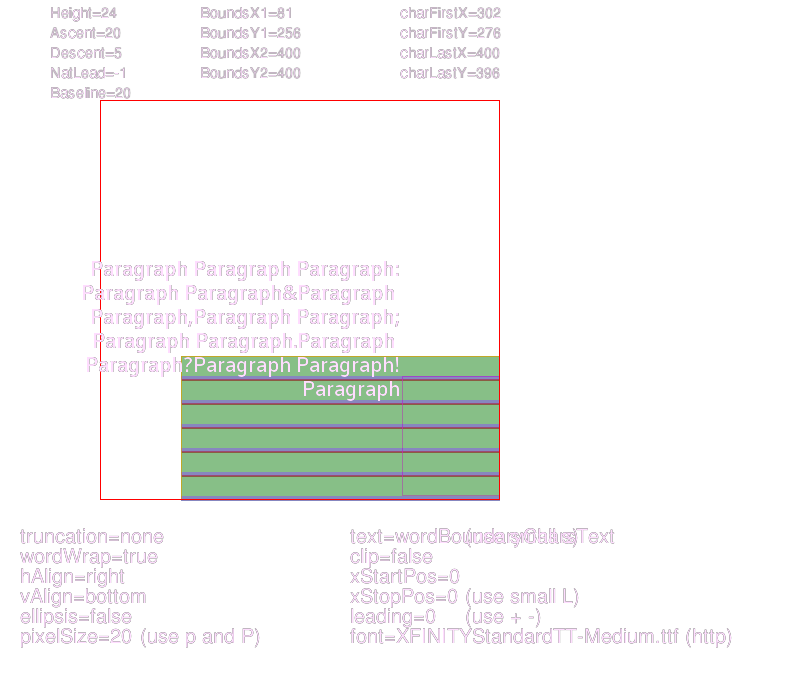 Height=24 BoundsX1=81 charFirstX=302
Ascent=20 BoundsY1=256 charFirstY=276
Descent=5 BoundsX2=400 charLastX=400
NatLead=-1 BoundsY2=400 charLastY=396
Baseline=20
Paragraph Paragraph Paragraph:
Paragraph Paragraph&Paragraph
Paragraph,Paragraph Paragraph;
Paragraph Paragraph.Paragraph
Paragraph?Paragraph Paragraph!
Paragraph
truncation=none text=wordBoundaryCharsText
wordWrap=true clip=false
hAlign=right xStartPos=0
vAlign=bottom xStopPos=0 (use small L)
ellipsis=false leading=0 (use + -)
pixelSize=20 (use p and P) font=XFINITYStandardTT-Medium.ttf (http)